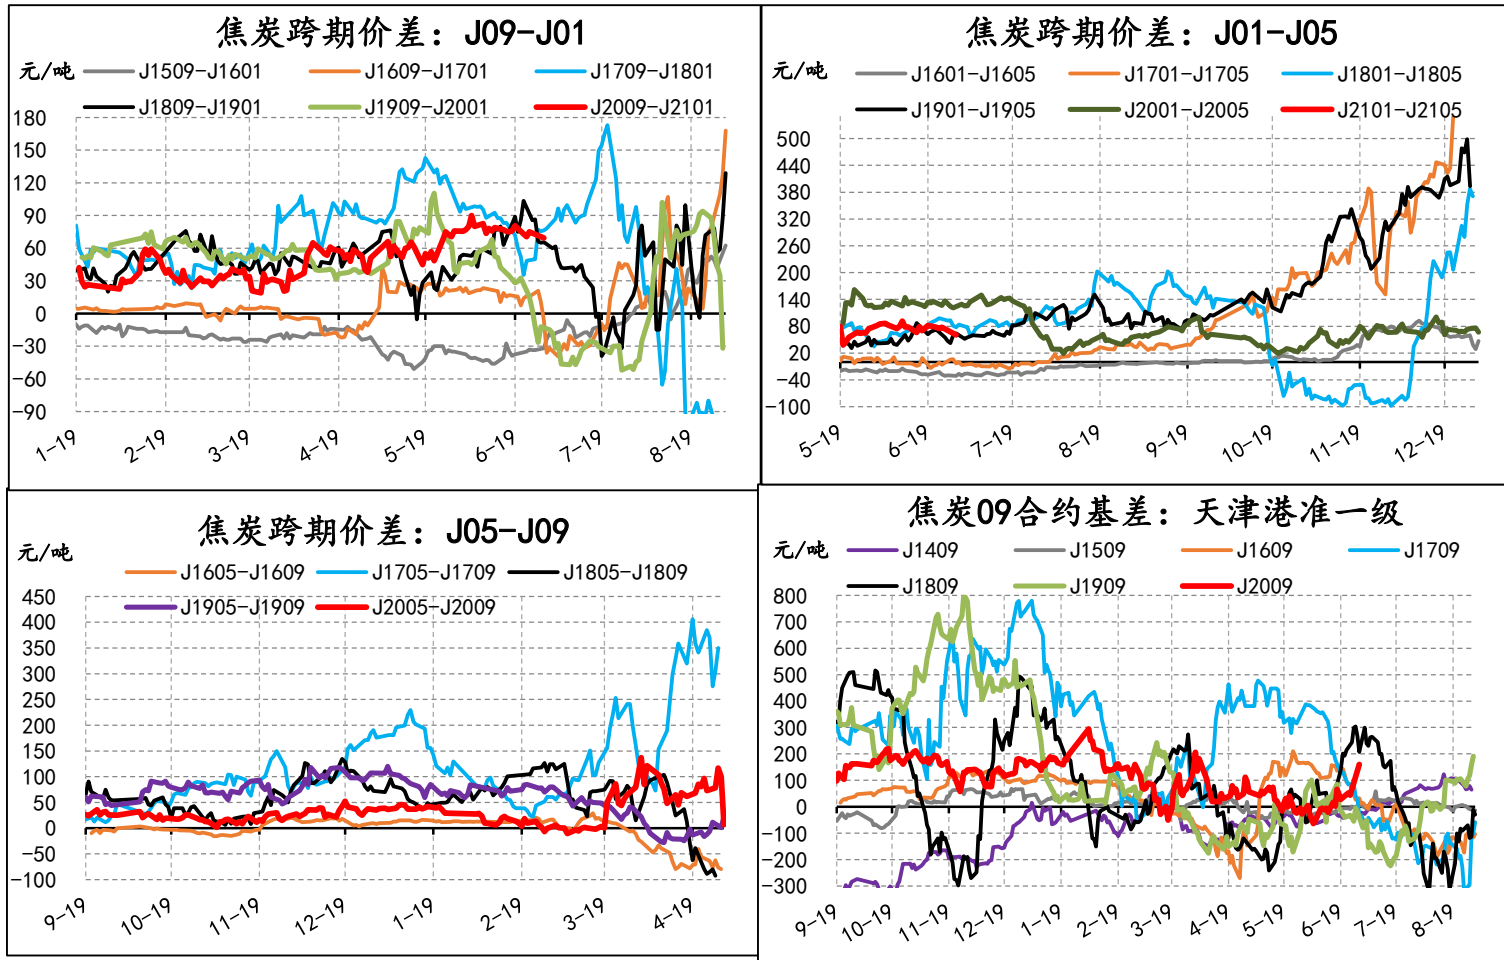 焦炭跨期价差：J09-J01
元/吨
J1509-J1601 J1609-J1701 J1709-J1801
J1809-J1901 J1909-J2001 J2009-J2101
180
150
120
90
60
30
0
-30
-60
-90
1-19 2-19 3-19 4-19 5-19 6-19 7-19 8-19
焦炭跨期价差：J01-J05
元/吨
J1601-J1605 J1701-J1705 J1801-J1805
J1901-J1905 J2001-J2005 J2101-J2105
500
440
380
320
260
200
140
80
20
-40
-100
5-19 6-19 7-19 8-19 9-19 10-19 11-19 12-19
焦炭跨期价差：J05-J09
元/吨
J1605-J1609 J1705-J1709 J1805-J1809
J1905-J1909 J2005-J2009
450
400
350
300
250
200
150
100
50
0
-50
-100
9-19 10-19 11-19 12-19 1-19 2-19 3-19 4-19
焦炭09合约基差：天津港准一级
元/吨
J1409 J1509 J1609 J1709
J1809 J1909 J2009
800
700
600
500
400
300
200
100
0
-100
-200
-300
9-19 10-19 11-19 12-19 1-19 2-19 3-19 4-19 5-19 6-19 7-19 8-19